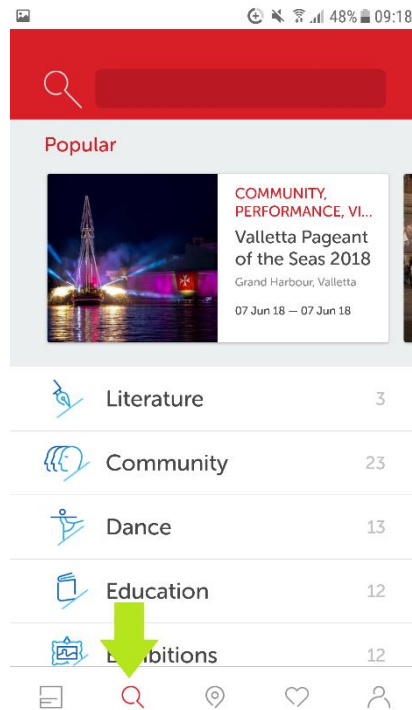 48% 09:18
Popular
COMMUNITY,
PERFORMANCE, VI...
Valletta Pageant
of the Seas 2018
Grand Harbour, Valletta
07 Jun 18 — 07 Jun 18
Literature 3
Community 23
Dance 13
Education 12
Exhibitions 12